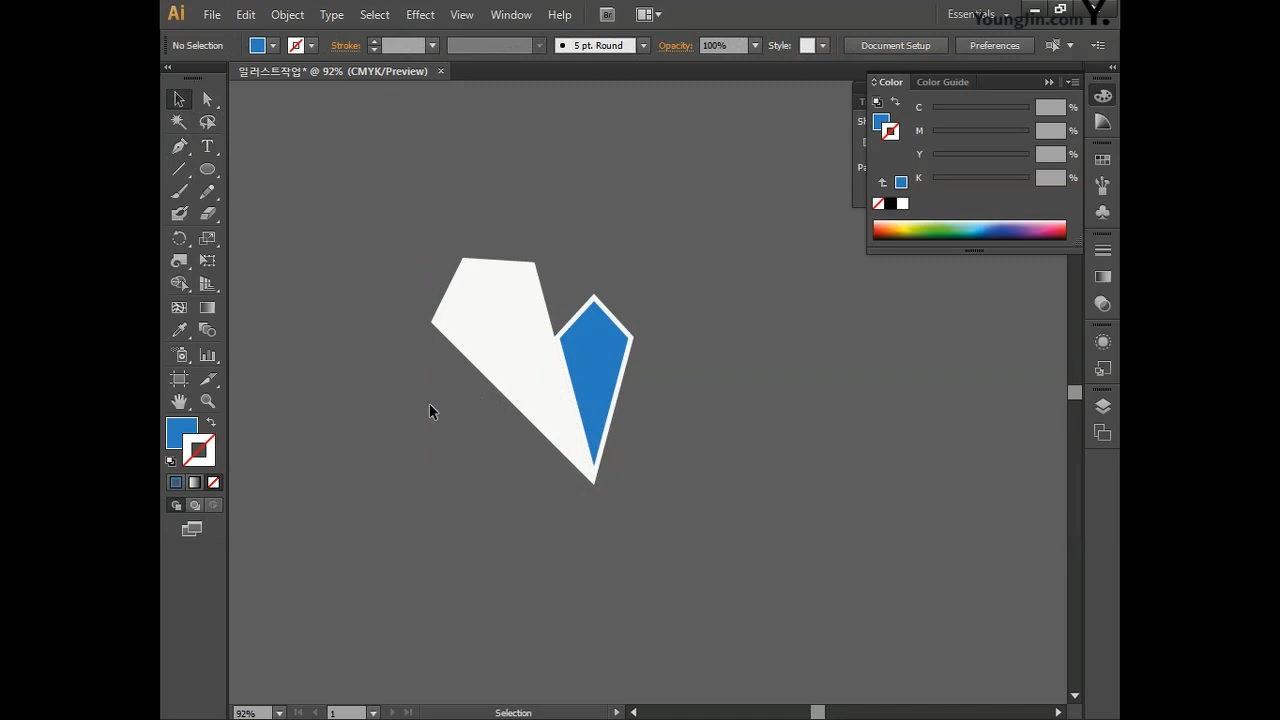 Ai File Edit Object Type Select Effect View Window Help Br Essentials
YoungJin.com Y.
No Selection Stroke: 5 pt. Round Opacity: 100% Style: Document Setup Preferences
일러스트작업* @ 92% (CMYK/Preview) ×
Color Color Guide
C %
M %
Y %
K %
T
Sh
Pa
T
92% 1 Selection